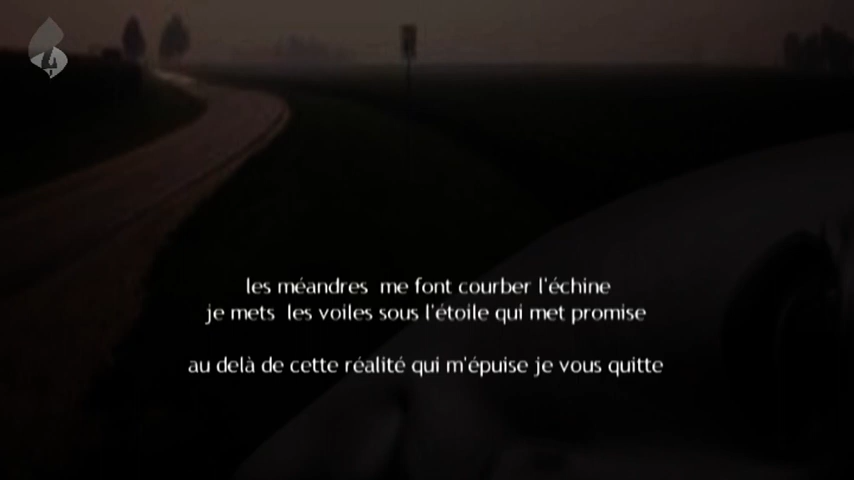 les méandres me font courber l'échine
je mets les voiles sous l'étoile qui met promise
au delà de cette réalité qui m'épuise je vous quitte